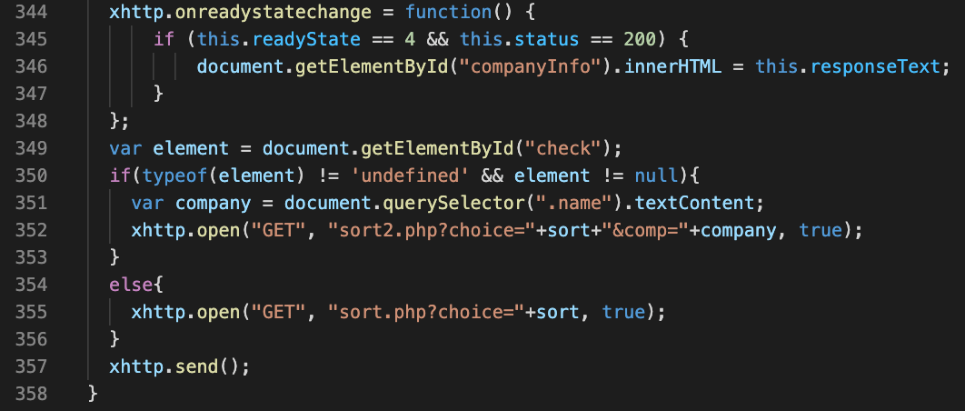 344 xhttp.onreadystatechange = function() {
345 if (this.readyState == 4 && this.status == 200) {
346 document.getElementById("companyInfo").innerHTML = this.responseText;
347 }
348 };
349 var element = document.getElementById("check");
350 if(typeof(element) != 'undefined' && element != null){
351 var company = document.querySelector(".name").textContent;
352 xhttp.open("GET", "sort2.php?choice="+sort+"&comp="+company, true);
353 }
354 else{
355 xhttp.open("GET", "sort.php?choice="+sort, true);
356 }
357 xhttp.send();
358 }